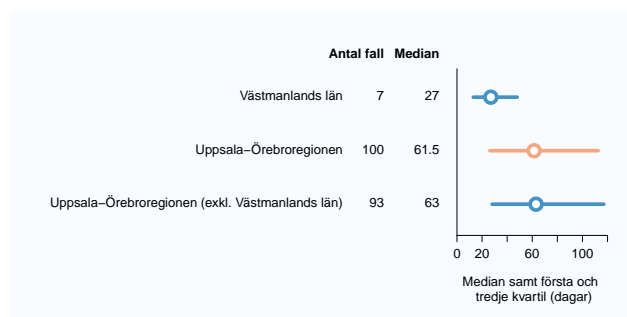 Antal fall Median
Västmanlands län 7 27
Uppsala−Örebroregionen 100 61.5
Uppsala−Örebroregionen (exkl. Västmanlands län) 93 63
0 20 60 100
Median samt första och
tredje kvartil (dagar)